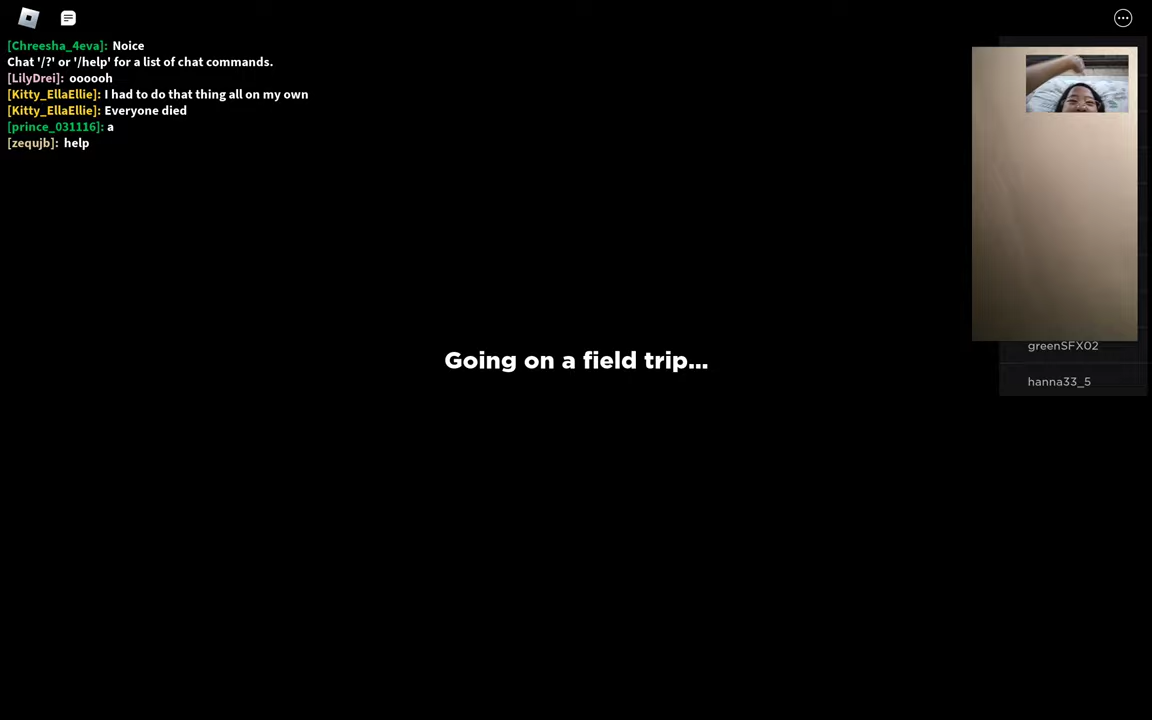 [Chreesha_4eva]: Noice
Chat '/?' or '/help' for a list of chat commands.
[LilyDrei]: oooooh
[Kitty_EllaEllie]: I had to do that thing all on my own
[Kitty_EllaEllie]: Everyone died
[prince_031116]: a
[zequjb]: help
Going on a field trip...
greenSFX02
hanna33_5